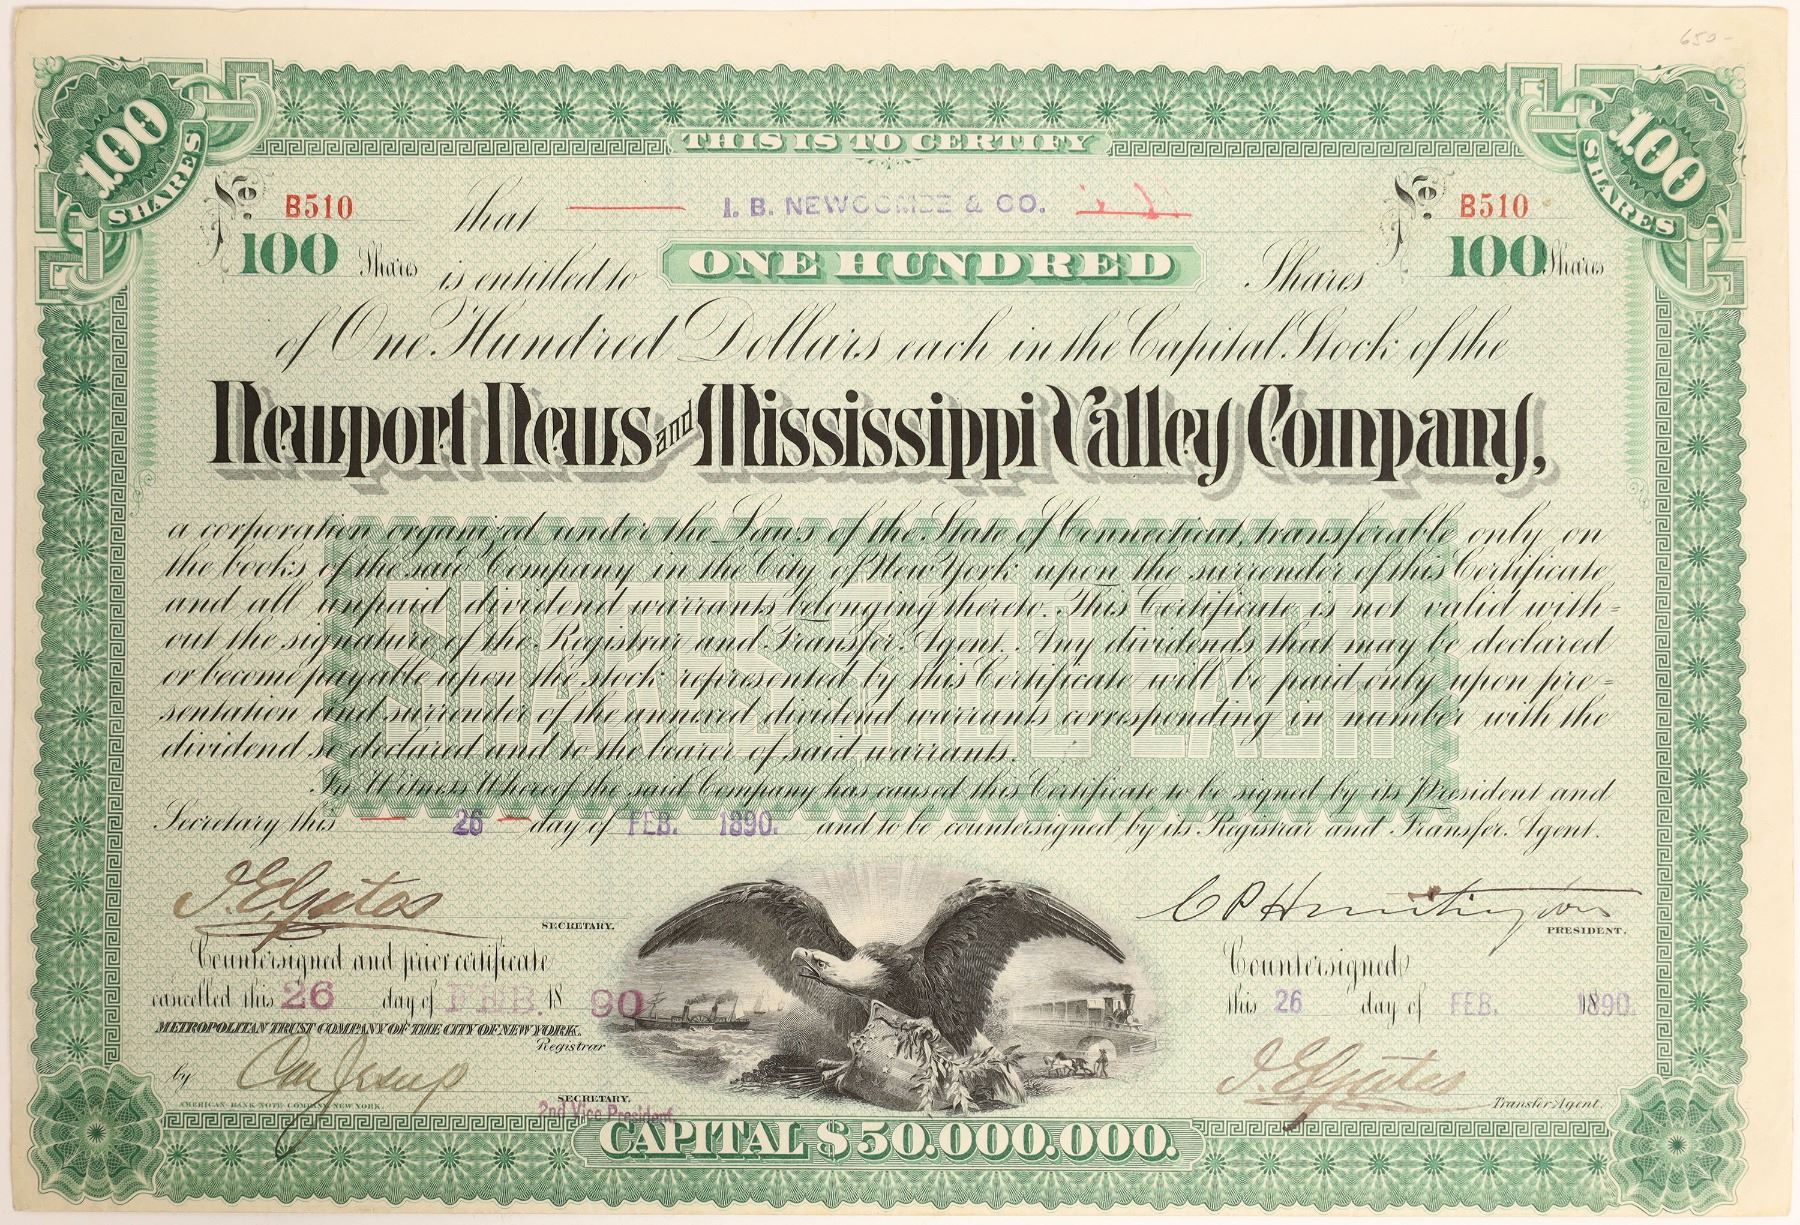 650-
100 SHARES
100 SHARES
THIS IS TO CERTIFY
No. B510
that I. B. NEWCOMBE & CO.
No. B510
100 Shares
is entitled to ONE HUNDRED Shares
100 Shares
of One Hundred Dollars each in the Capital Stock of the
Newport News and Mississippi Valley Company,
a corporation organized under the Laws of the State of Connecticut, transferable only on
the books of the said Company in the City of New York upon the surrender of this Certificate
and all unpaid dividend warrants belonging thereto. This Certificate is not valid with=
out the signature of the Registrar and Transfer Agent. Any dividends that may be declared
or become payable upon the stock represented by this Certificate will be paid only upon pre=
sentation and surrender of the annexed dividend warrants corresponding in number with the
dividend so declared and to the bearer of said warrants.
SHARES $100 EACH
In Witness Whereof the said Company has caused this Certificate to be signed by its President and
Secretary this 26 day of FEB. 1890. and to be countersigned by its Registrar and Transfer Agent.
I. E. Gates
SECRETARY.
C P Huntington
PRESIDENT.
Countersigned and prior certificate
cancelled this 26 day of FEB. 18 90
METROPOLITAN TRUST COMPANY OF THE CITY OF NEW YORK.
Registrar
by Jesup
SECRETARY.
2nd Vice President.
Countersigned
this 26 day of FEB. 1890.
I. E. Gates
Transfer Agent.
AMERICAN BANK NOTE COMPANY NEW YORK.
CAPITAL $50.000.000.